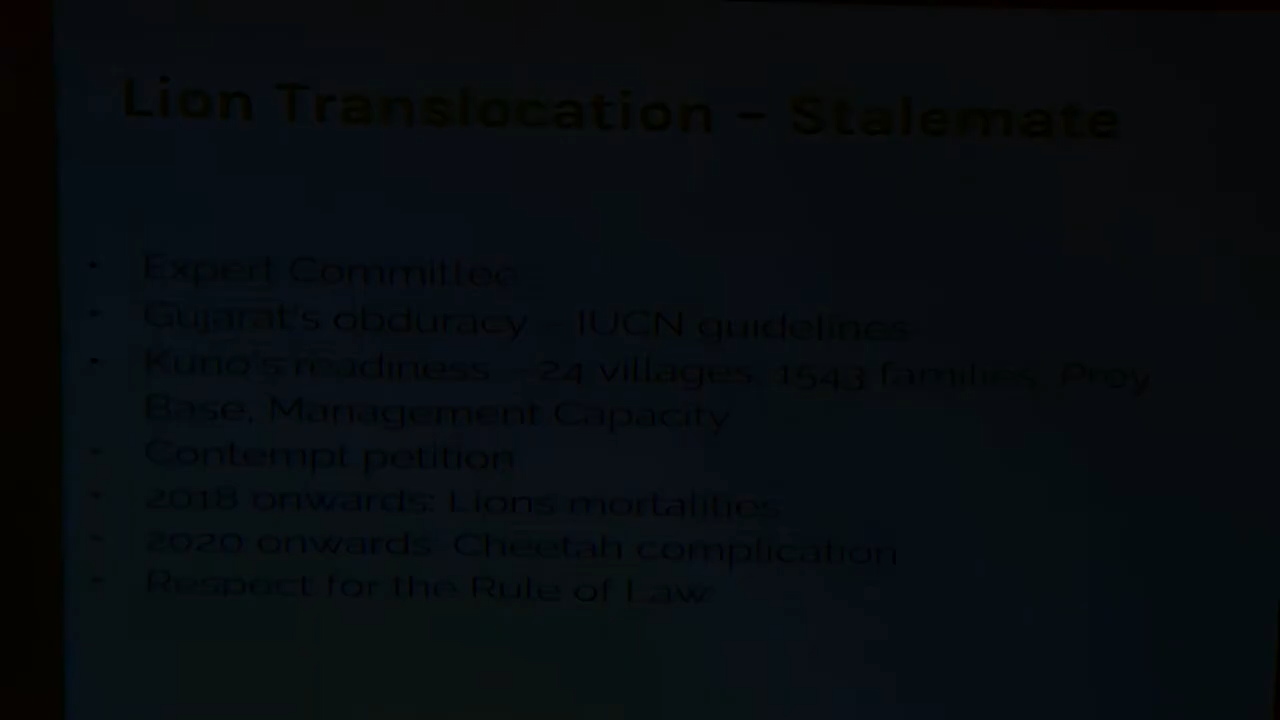 Lion Translocation – Stalemate
• Expert Committee
• Gujarat's obduracy – IUCN guidelines
• Kuno's readiness – 24 villages, 1543 families, Prey
Base, Management Capacity
• Contempt petition
• 2018 onwards: Lions mortalities
• 2020 onwards: Cheetah complication
• Respect for the Rule of Law